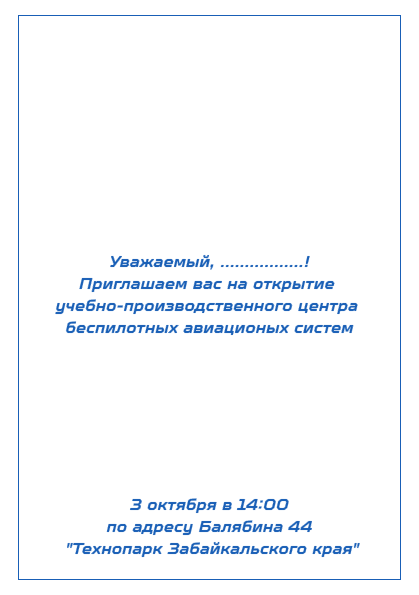 Уважаемый, .................!
Приглашаем вас на открытие
учебно-производственного центра
беспилотных авиационых систем
3 октября в 14:00
по адресу Балябина 44
"Технопарк Забайкальского края"